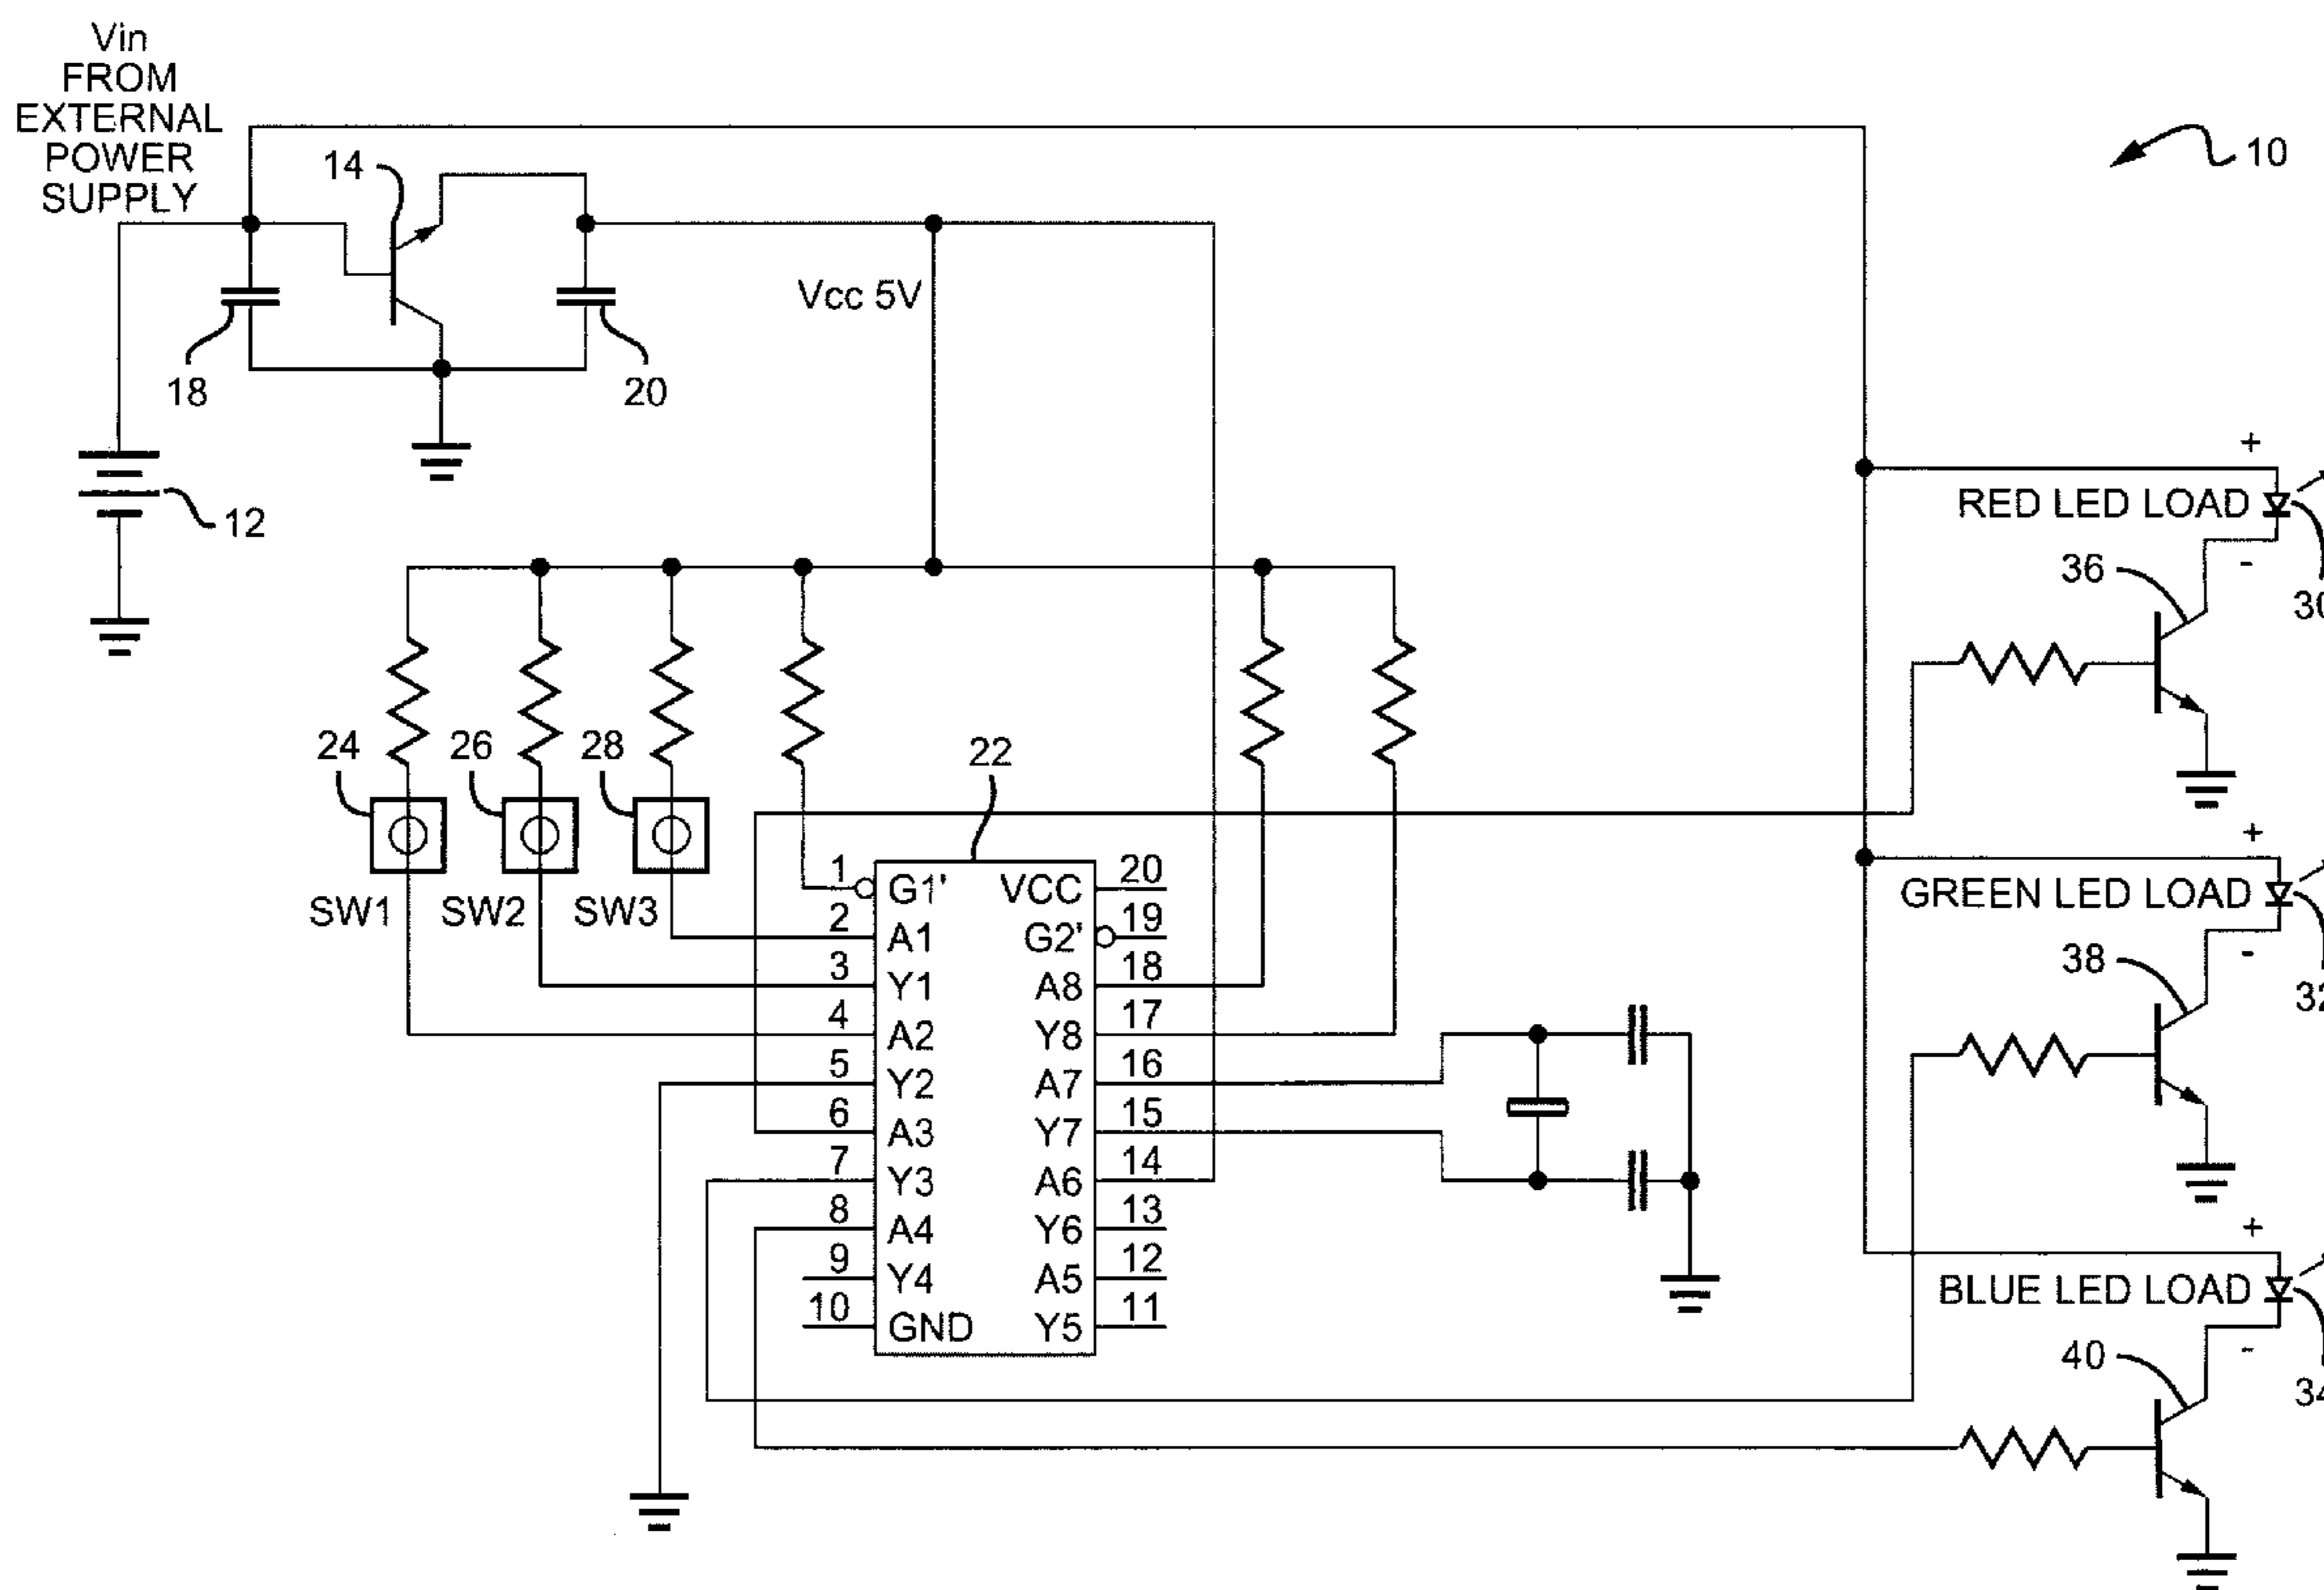 Vin
FROM
EXTERNAL
POWER
SUPPLY
14
10
Vcc 5V
18
20
12
+
RED LED LOAD
-
36
30
24
26
28
22
SW1
SW2
SW3
+
GREEN LED LOAD
-
38
32
1 G1' VCC 20
2 A1 G2' 19
3 Y1 A8 18
4 A2 Y8 17
5 Y2 A7 16
6 A3 Y7 15
7 Y3 A6 14
8 A4 Y6 13
9 Y4 A5 12
10 GND Y5 11
+
BLUE LED LOAD
-
40
34